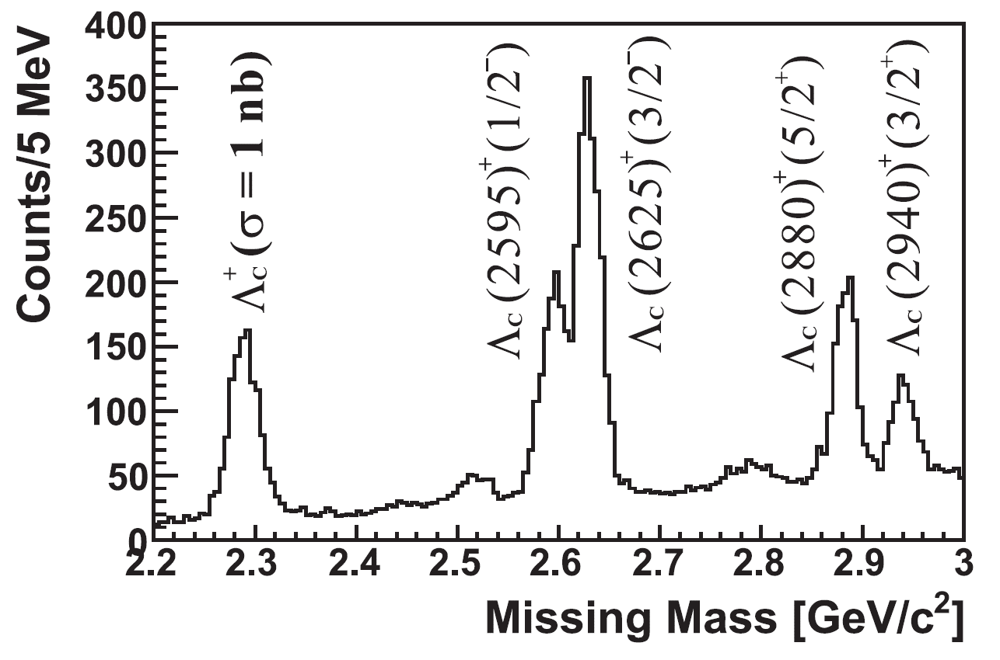 Counts/5 MeV
400
350
300
250
200
150
100
50
0
Λc+ (σ = 1 nb)
Λc (2595)+ (1/2−)
Λc (2625)+ (3/2−)
Λc (2880)+ (5/2+)
Λc (2940)+ (3/2+)
2.2 2.3 2.4 2.5 2.6 2.7 2.8 2.9 3
Missing Mass [GeV/c2]